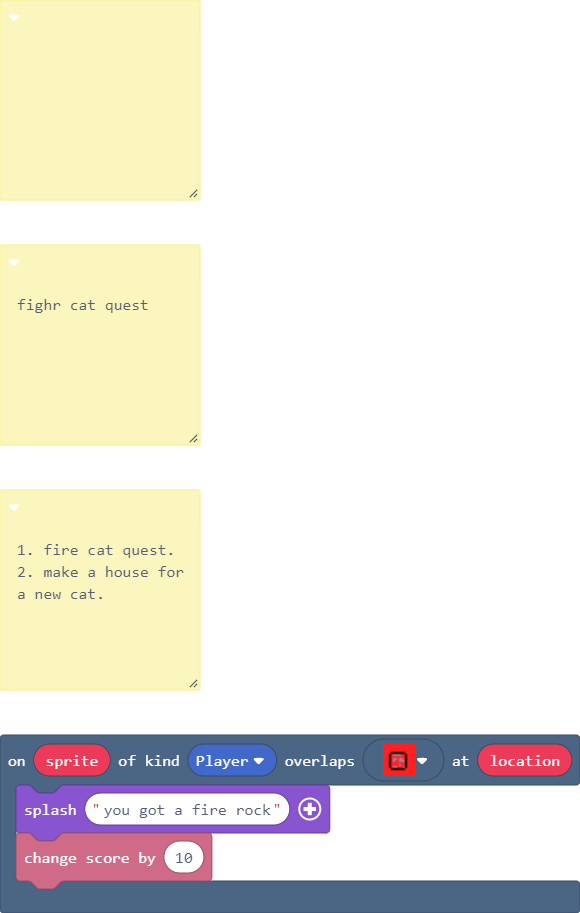 fighr cat quest
1. fire cat quest.
2. make a house for
a new cat.
on sprite of kind Player overlaps at location
splash "you got a fire rock"
change score by 10